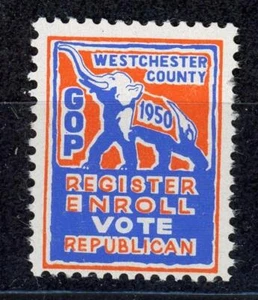 WESTCHESTER
COUNTY
GOP
1950
REGISTER
ENROLL
VOTE
REPUBLICAN